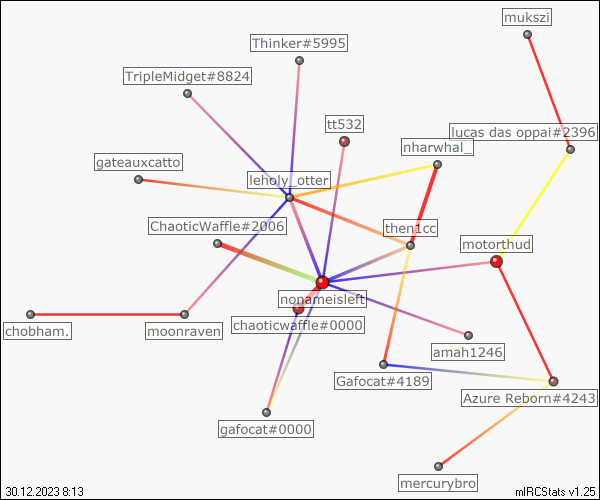 mukszi
Thinker#5995
TripleMidget#8824
tt532
lucas das oppai#2396
nharwhal_
gateauxcatto
leholy_otter
ChaoticWaffle#2006
then1cc
motorthud
nonameisleft
chaoticwaffle#0000
chobham.
moonraven
amah1246
Gafocat#4189
Azure Reborn#4243
gafocat#0000
mercurybro
30.12.2023 8:13
mIRCStats v1.25